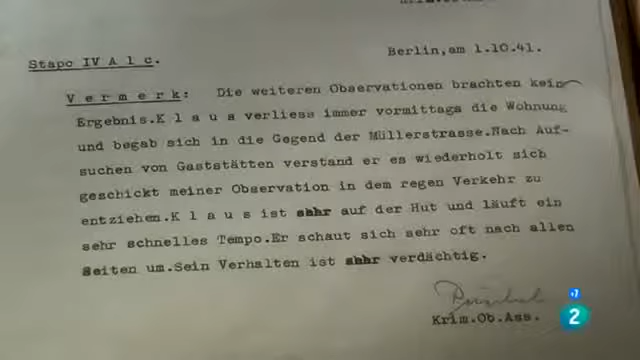 Stapo IV A 1 c.
Berlin,am 1.10.41.
V e r m e r k: Die weiteren Observationen brachten kein
Ergebnis.K l a u s verliess immer vormittags die Wohnung
und begab sich in die Gegend der Müllerstrasse.Nach Auf-
suchen von Gaststätten verstand er es wiederholt sich
geschickt meiner Observation in dem regen Verkehr zu
entziehen.K l a u s ist sehr auf der Hut und läuft ein
sehr schnelles Tempo.Er schaut sich sehr oft nach allen
Seiten um.Sein Verhalten ist sehr verdächtig.
Krim.Ob.Ass.
2